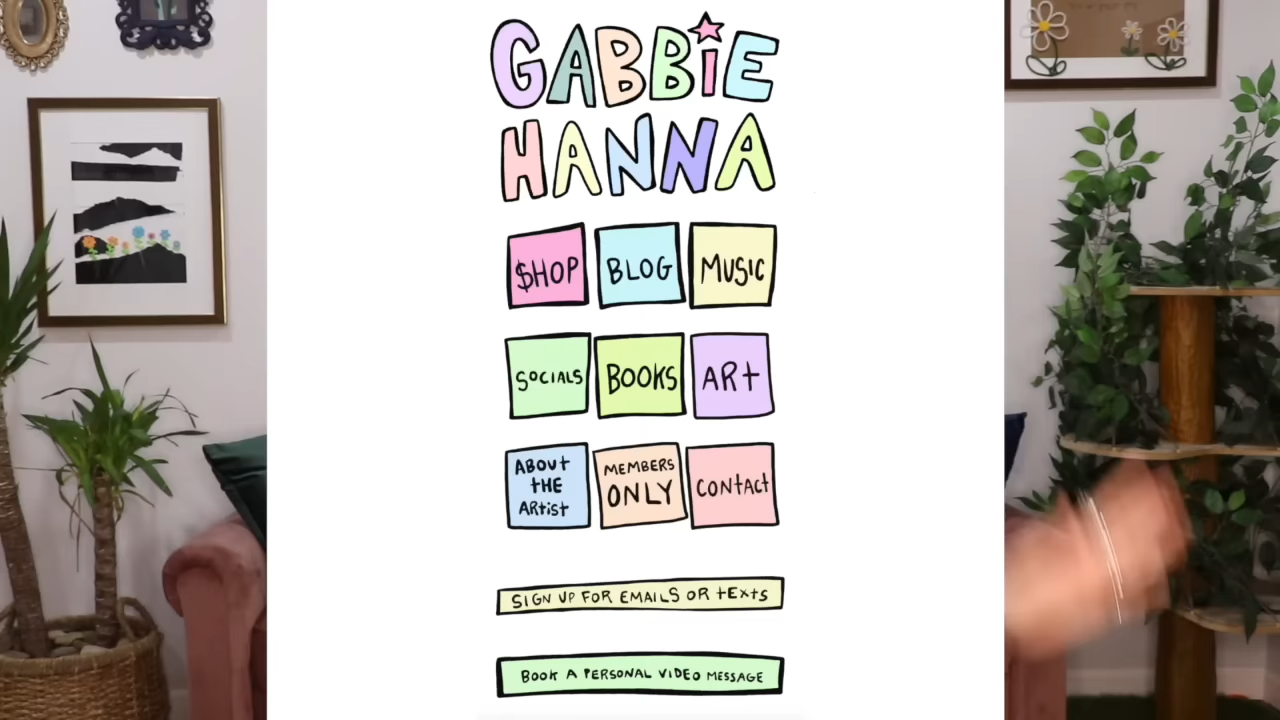 GABBiE
HANNA
$HOP
BLOG
MUSIC
SOCIALS
BOOKS
ARt
ABOUt
tHE
ARtist
MEMBERS
ONLY
CONtACt
SIGN UP FOR EMAILS OR tExtS
BOOK A PERSONAL VIDEO MESSAGE